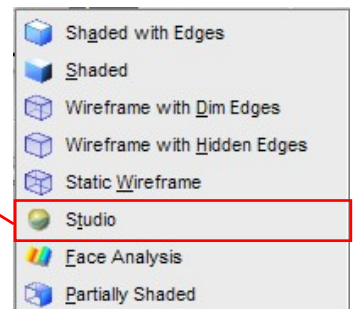 Shaded with Edges
Shaded
Wireframe with Dim Edges
Wireframe with Hidden Edges
Static Wireframe
Studio
Face Analysis
Partially Shaded